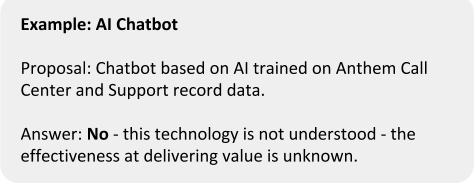 Example: AI Chatbot
Proposal: Chatbot based on AI trained on Anthem Call
Center and Support record data.
Answer: No - this technology is not understood - the
effectiveness at delivering value is unknown.